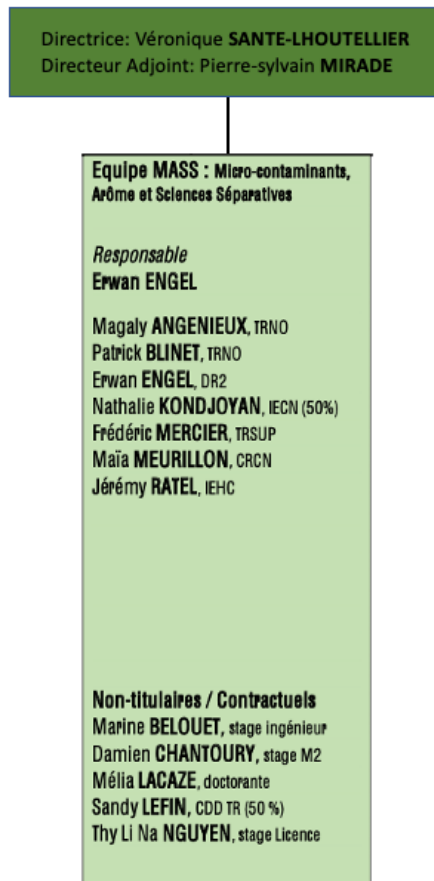 Directrice: Véronique SANTE-LHOUTELLIER
Directeur Adjoint: Pierre-sylvain MIRADE
Equipe MASS : Micro-contaminants,
Arôme et Sciences Séparatives
Responsable
Erwan ENGEL
Magaly ANGENIEUX, TRNO
Patrick BLINET, TRNO
Erwan ENGEL, DR2
Nathalie KONDJOYAN, IECN (50%)
Frédéric MERCIER, TRSUP
Maïa MEURILLON, CRCN
Jérémy RATEL, IEHC
Non-titulaires / Contractuels
Marine BELOUET, stage ingénieur
Damien CHANTOURY, stage M2
Mélia LACAZE, doctorante
Sandy LEFIN, CDD TR (50 %)
Thy Li Na NGUYEN, stage Licence